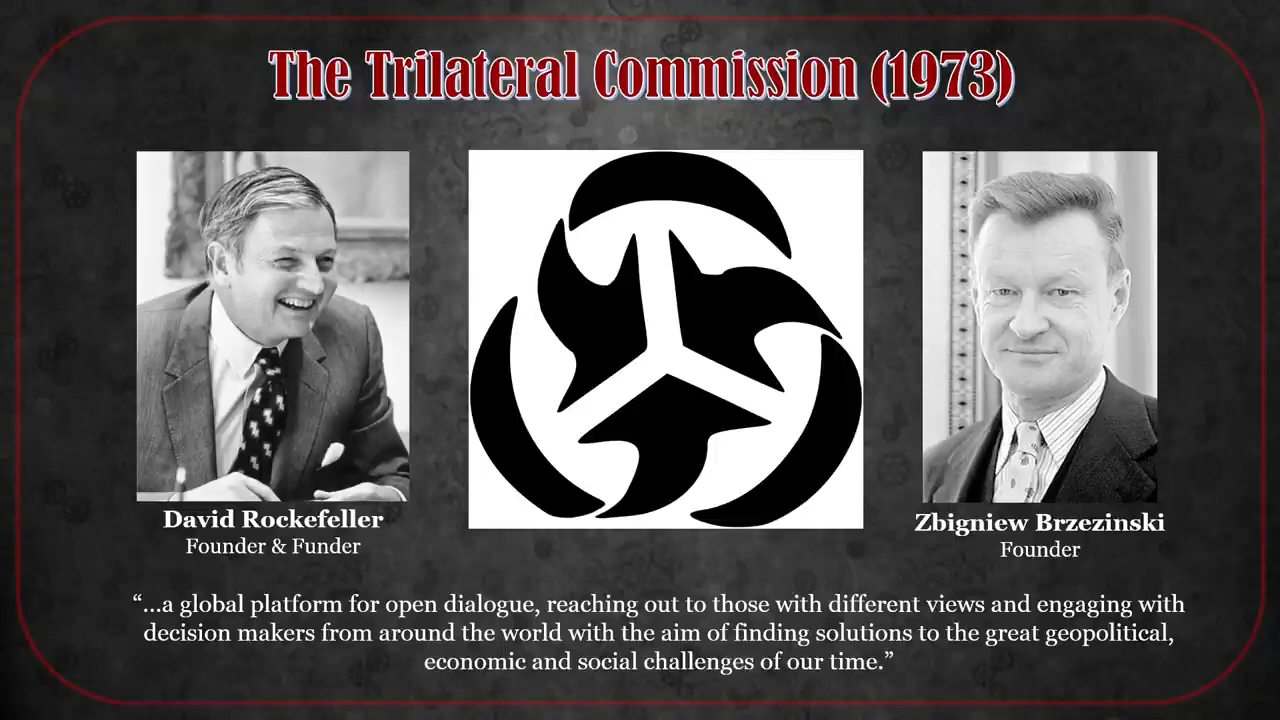 The Trilateral Commission (1973)
David Rockefeller
Founder & Funder
Zbigniew Brzezinski
Founder
“...a global platform for open dialogue, reaching out to those with different views and engaging with
decision makers from around the world with the aim of finding solutions to the great geopolitical,
economic and social challenges of our time.”